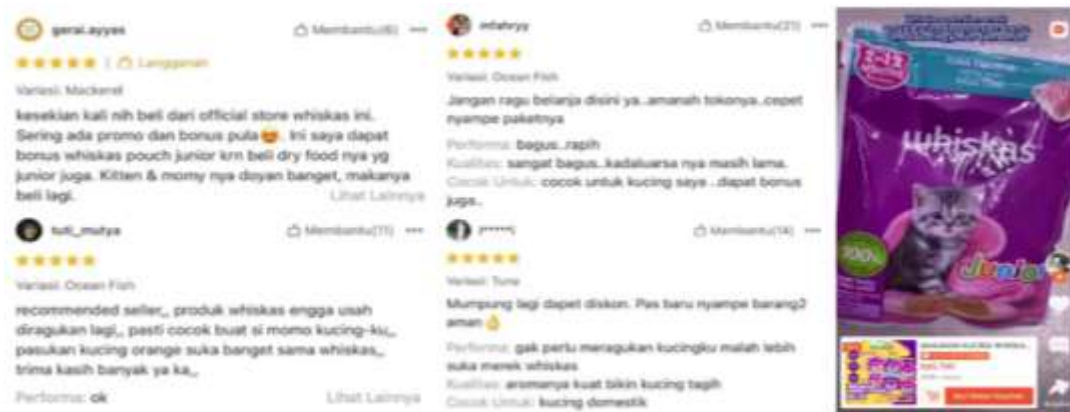 gerai.ayyas
Membantu(6)
Langganan
Variasi: Mackerel
kesekian kali nih beli dari official store whiskas ini.
Sering ada promo dan bonus pula😍. Ini saya dapat
bonus whiskas pouch junior krn beli dry food nya yg
junior juga. Kitten & momy nya doyan banget, makanya
beli lagi.
Lihat Lainnya
tuti_mutya
Membantu(11)
Variasi: Ocean Fish
recommended seller,, produk whiskas engga usah
diragukan lagi,, pasti cocok buat si momo kucing-ku,,
pasukan kucing orange suka banget sama whiskas,,
trima kasih banyak ya ka,,
Performa: ok
Lihat Lainnya
mfahryy
Membantu(21)
Variasi: Ocean Fish
Jangan ragu belanja disini ya..amanah tokonya..cepet
nyampe paketnya
Performa: bagus..rapih
Kualitas: sangat bagus..kadaluarsa nya masih lama.
Cocok Untuk: cocok untuk kucing saya ..dapat bonus
juga..
Membantu(14)
Variasi: Tuna
Mumpung lagi dapet diskon. Pas baru nyampe barang2
aman👌
Performa: gak perlu meragukan kucingku malah lebih
suka merek whiskas
Kualitas: aromanya kuat bikin kucing tagih
Cocok Untuk: kucing domestik
2-12
whiskas
100%
Junior